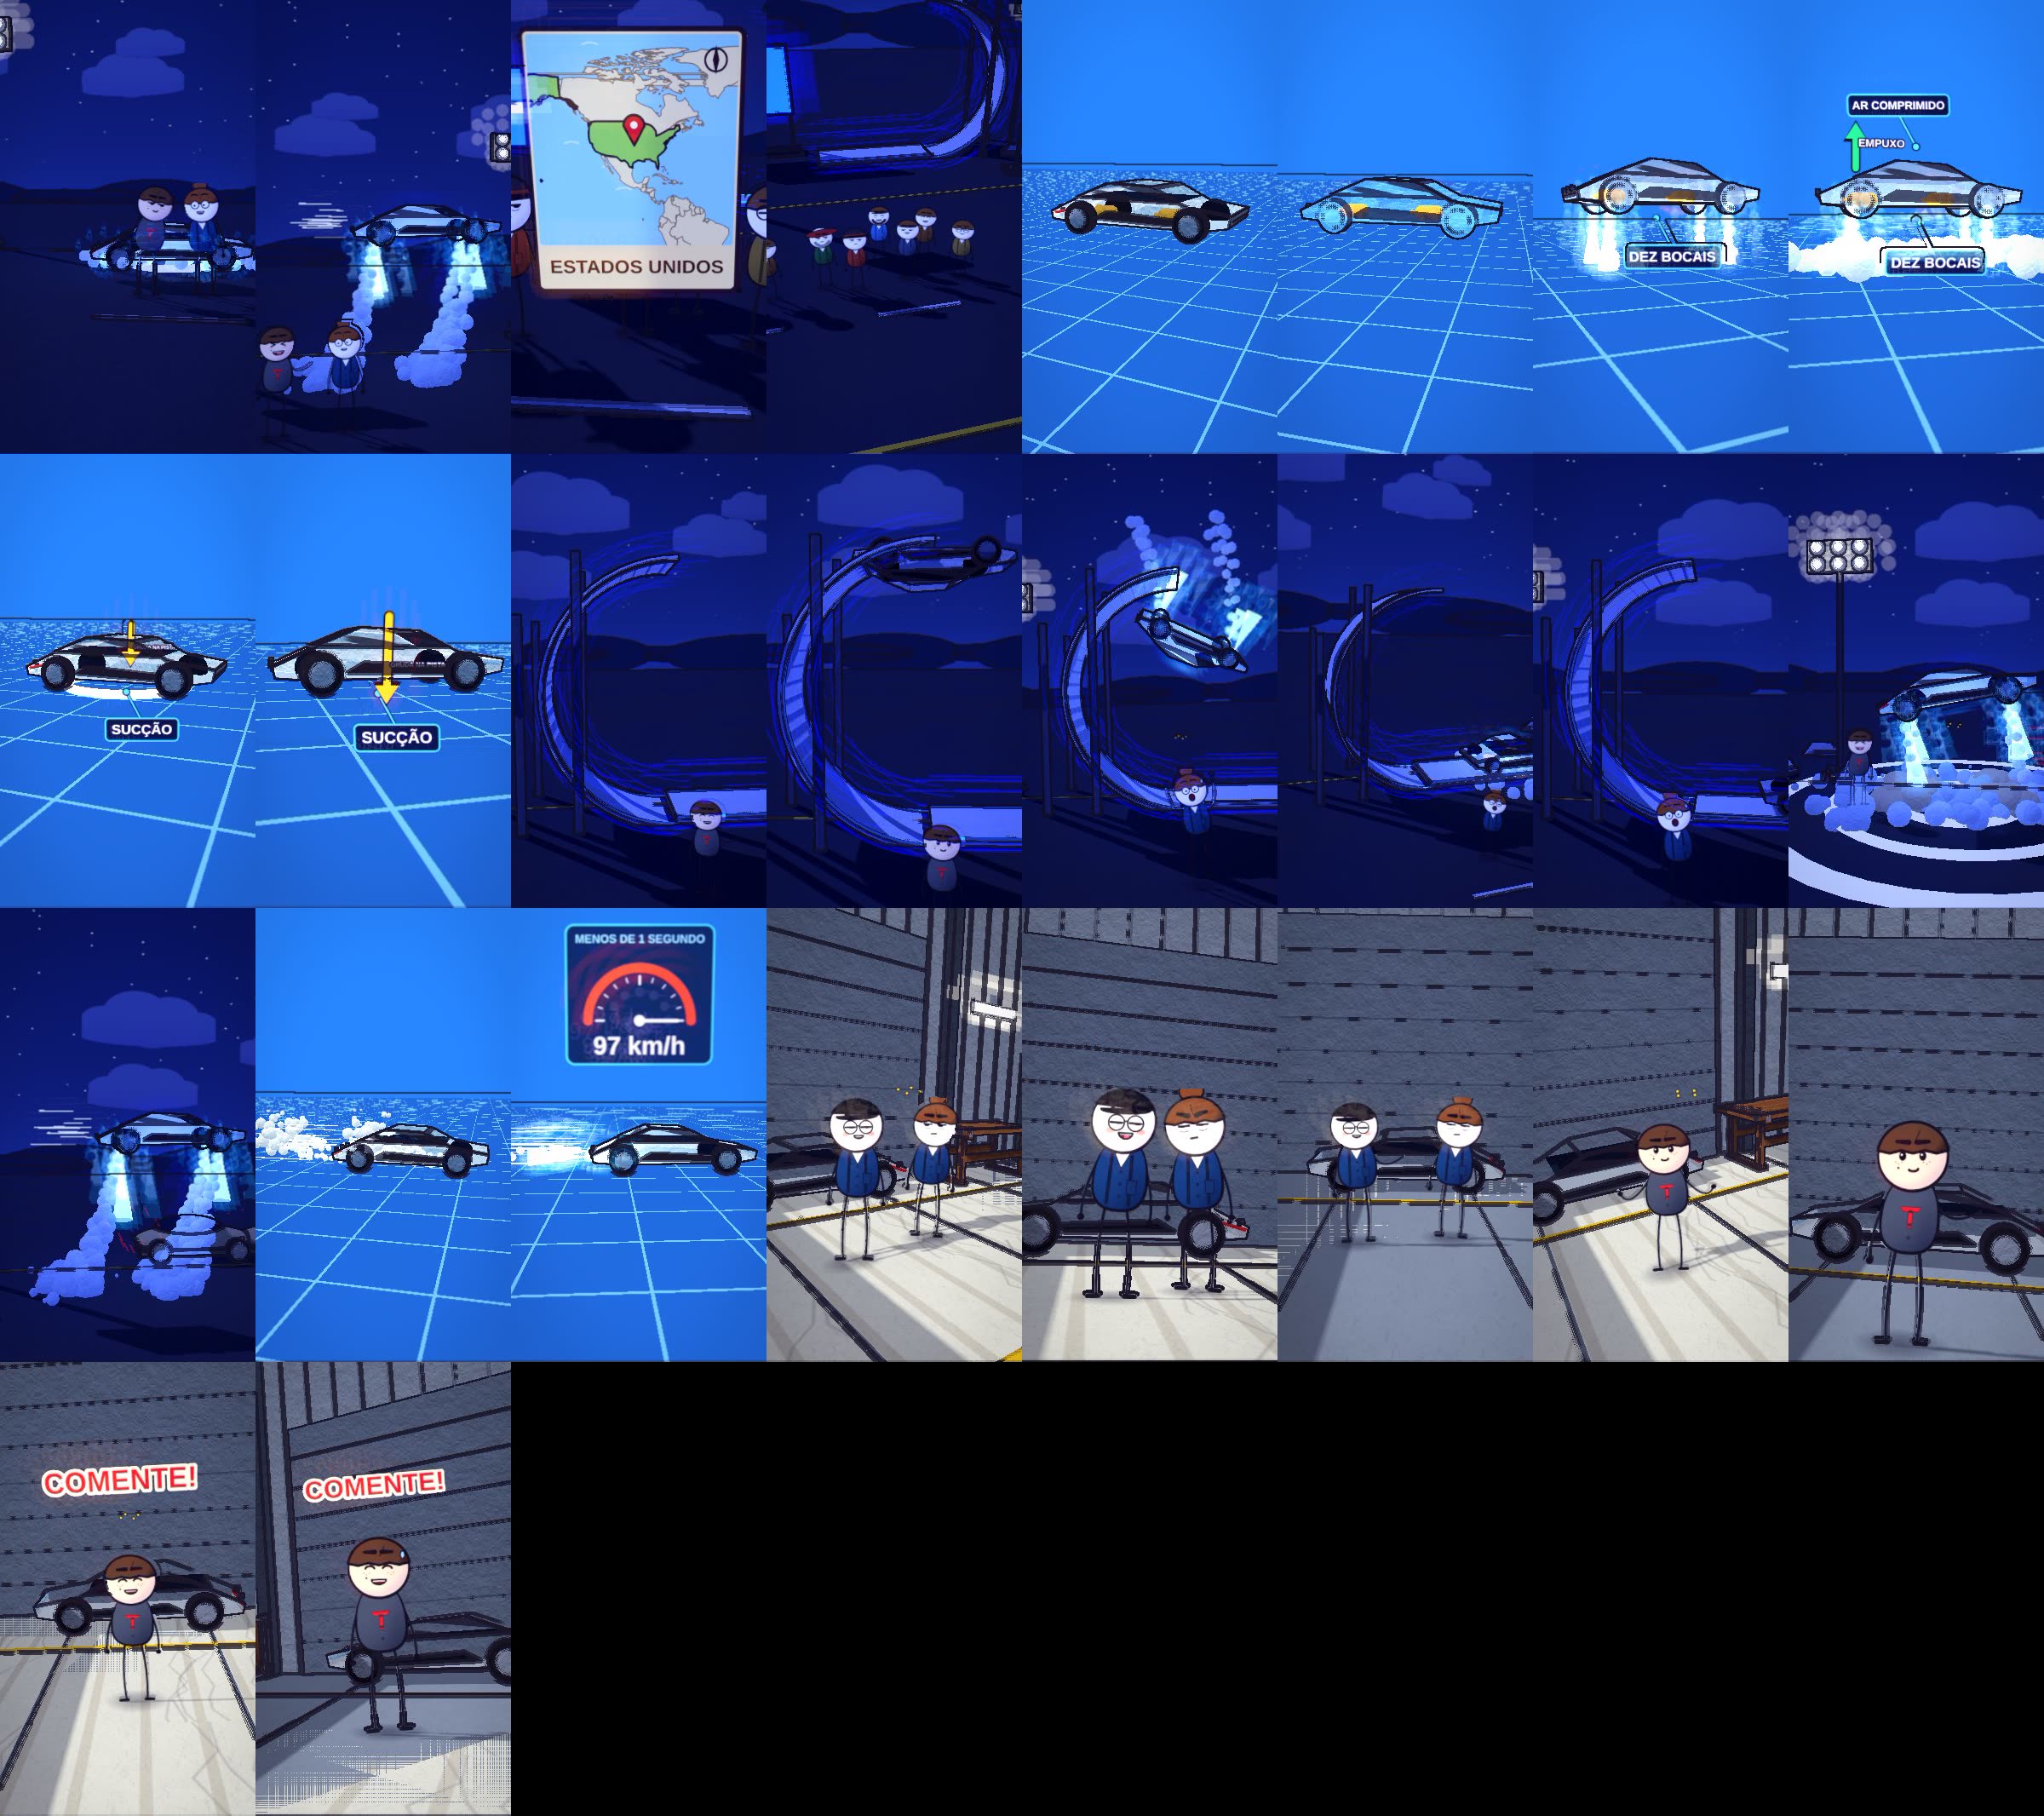 ESTADOS UNIDOS
DEZ BOCAIS
AR COMPRIMIDO
EMPUXO
DEZ BOCAIS
SUCÇÃO
SUCÇÃO
MENOS DE 1 SEGUNDO
97 km/h
T
T
COMENTE!
T
COMENTE!
T